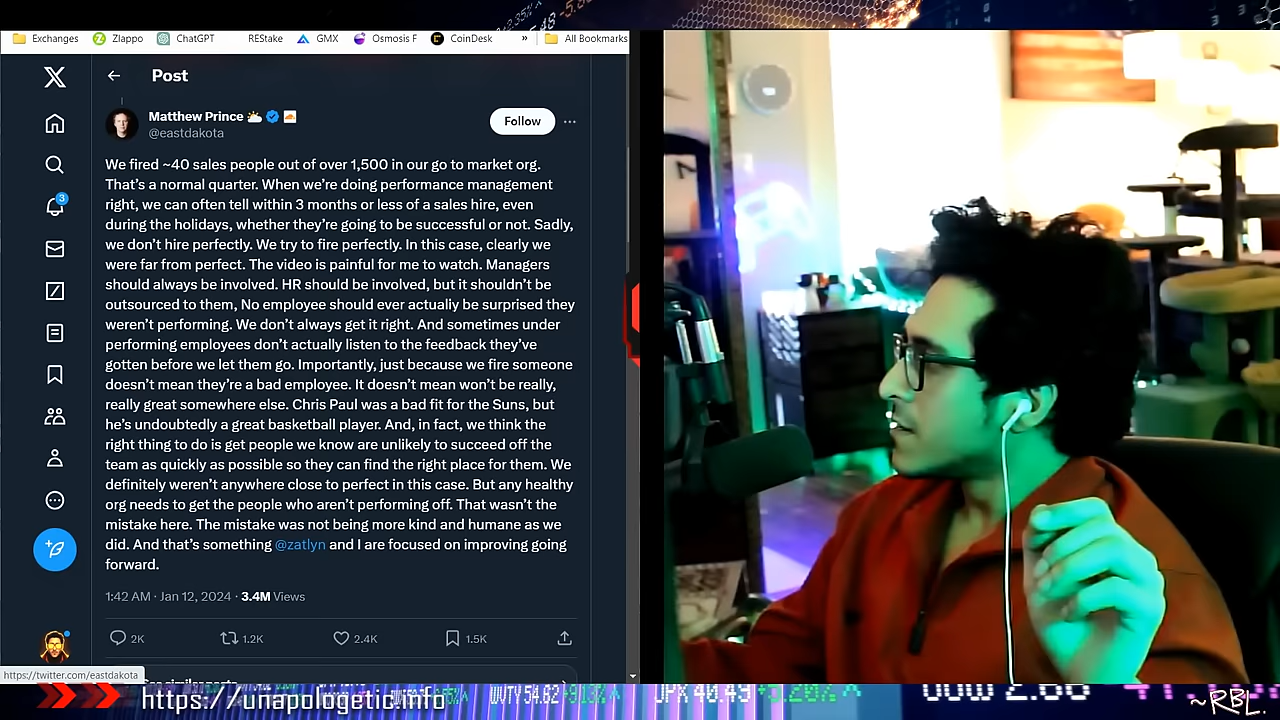 Exchanges Zlappo ChatGPT REStake GMX Osmosis F CoinDesk » All Bookmarks
Post
Matthew Prince
@eastdakota
Follow
We fired ~40 sales people out of over 1,500 in our go to market org.
That’s a normal quarter. When we’re doing performance management
right, we can often tell within 3 months or less of a sales hire, even
during the holidays, whether they’re going to be successful or not. Sadly,
we don’t hire perfectly. We try to fire perfectly. In this case, clearly we
were far from perfect. The video is painful for me to watch. Managers
should always be involved. HR should be involved, but it shouldn’t be
outsourced to them, No employee should ever actually be surprised they
weren’t performing. We don’t always get it right. And sometimes under
performing employees don’t actually listen to the feedback they’ve
gotten before we let them go. Importantly, just because we fire someone
doesn’t mean they’re a bad employee. It doesn’t mean won’t be really,
really great somewhere else. Chris Paul was a bad fit for the Suns, but
he’s undoubtedly a great basketball player. And, in fact, we think the
right thing to do is get people we know are unlikely to succeed off the
team as quickly as possible so they can find the right place for them. We
definitely weren’t anywhere close to perfect in this case. But any healthy
org needs to get the people who aren’t performing off. That wasn’t the
mistake here. The mistake was not being more kind and humane as we
did. And that’s something @zatlyn and I are focused on improving going
forward.
1:42 AM · Jan 12, 2024 · 3.4M Views
2K 1.2K 2.4K 1.5K
3
https://twitter.com/eastdakota
https://unapologetic.info
~RBL.